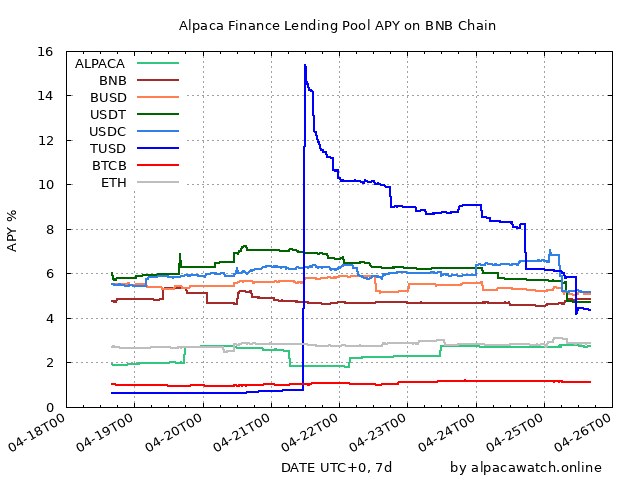 Alpaca Finance Lending Pool APY on BNB Chain
16
14
12
10
8
6
4
2
0
APY %
ALPACA
BNB
BUSD
USDT
USDC
TUSD
BTCB
ETH
04-18T00
04-19T00
04-20T00
04-21T00
04-22T00
04-23T00
04-24T00
04-25T00
04-26T00
DATE UTC+0, 7d
by alpacawatch.online